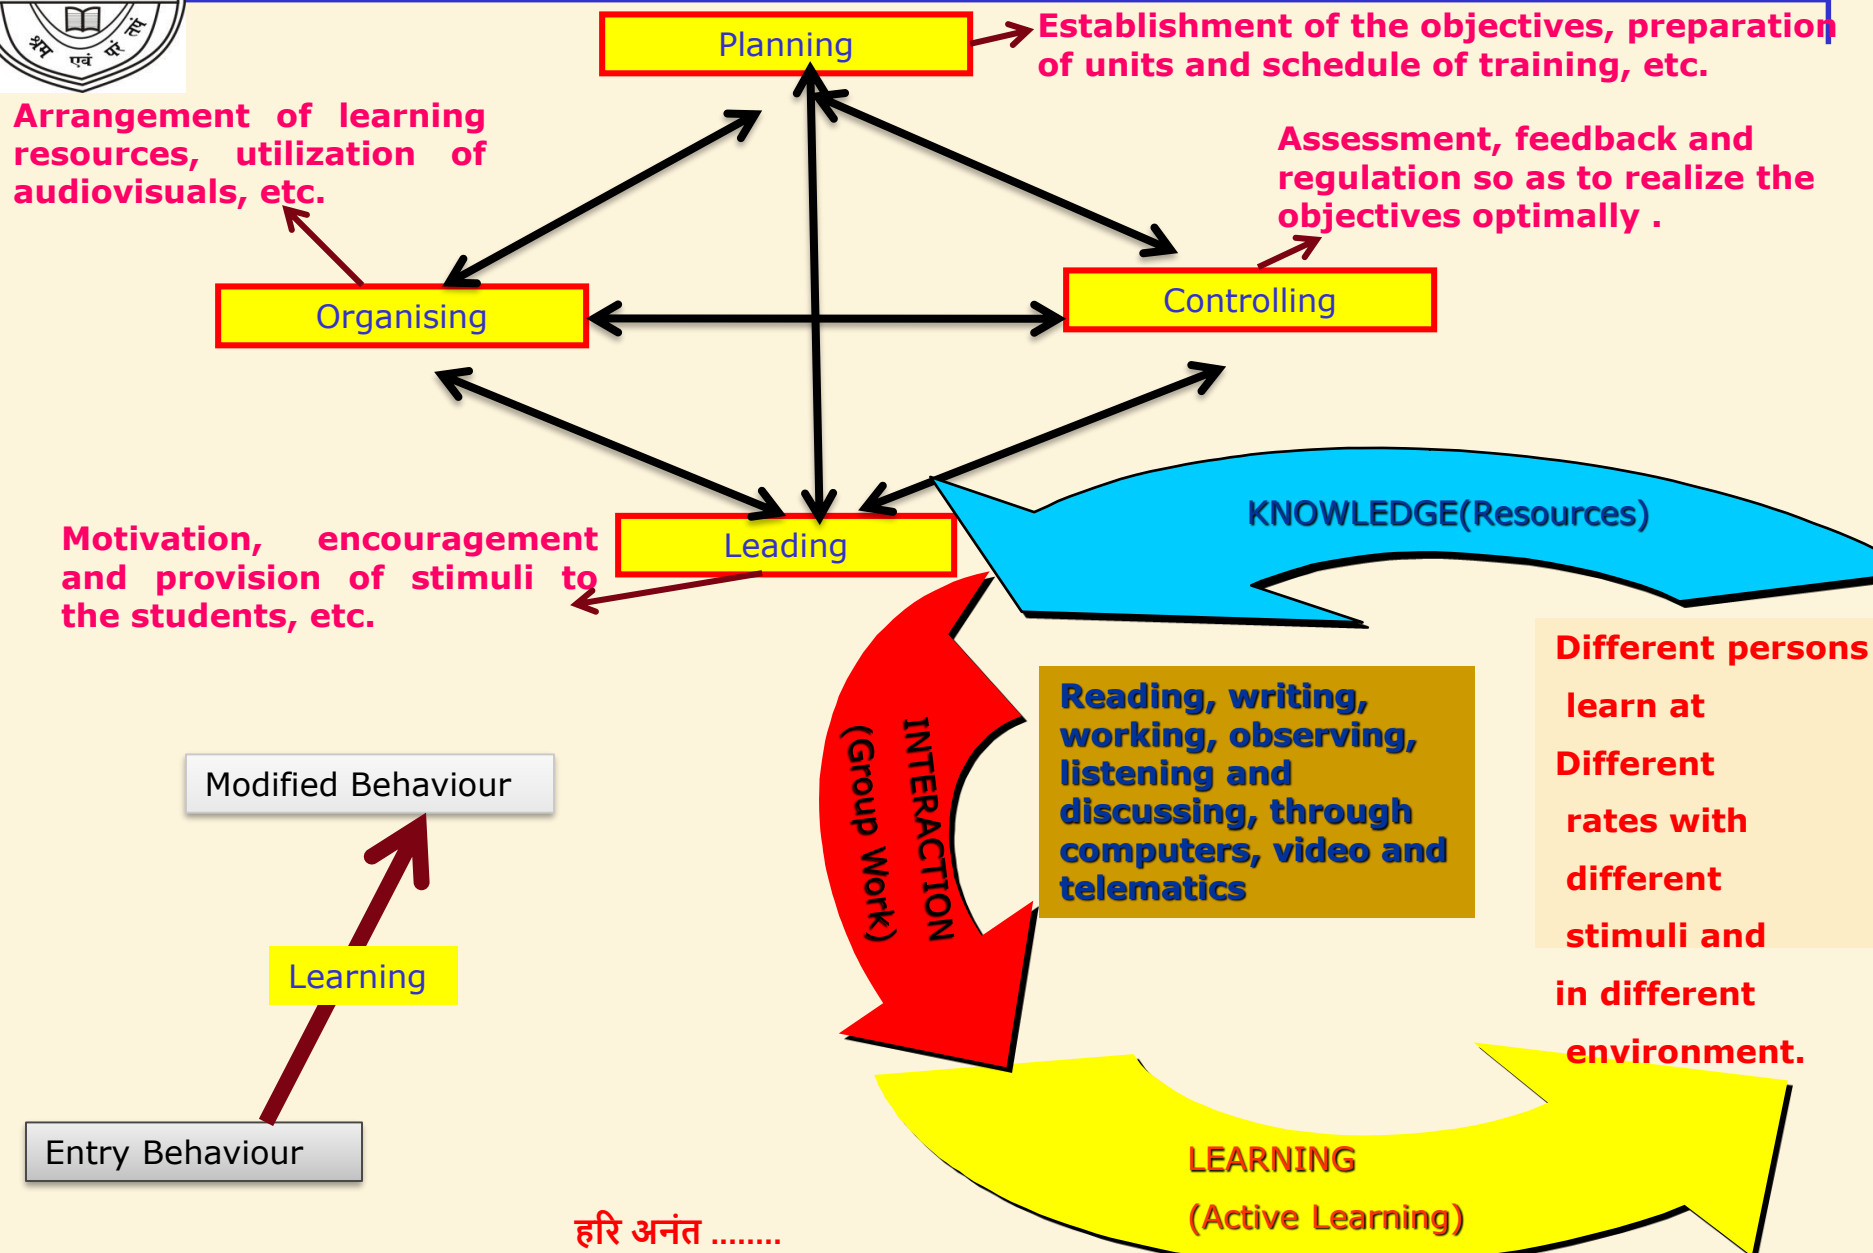 श्रम एवं परं तपः
Planning
Establishment of the objectives, preparation
of units and schedule of training, etc.
Arrangement of learning
resources, utilization of
audiovisuals, etc.
Assessment, feedback and
regulation so as to realize the
objectives optimally .
Organising
Controlling
Motivation, encouragement
and provision of stimuli to
the students, etc.
Leading
KNOWLEDGE(Resources)
Different persons
learn at
Different
rates with
different
stimuli and
in different
environment.
INTERACTION
(Group Work)
Reading, writing,
working, observing,
listening and
discussing, through
computers, video and
telematics
Modified Behaviour
Learning
Entry Behaviour
LEARNING
(Active Learning)
हरि अनंत ........